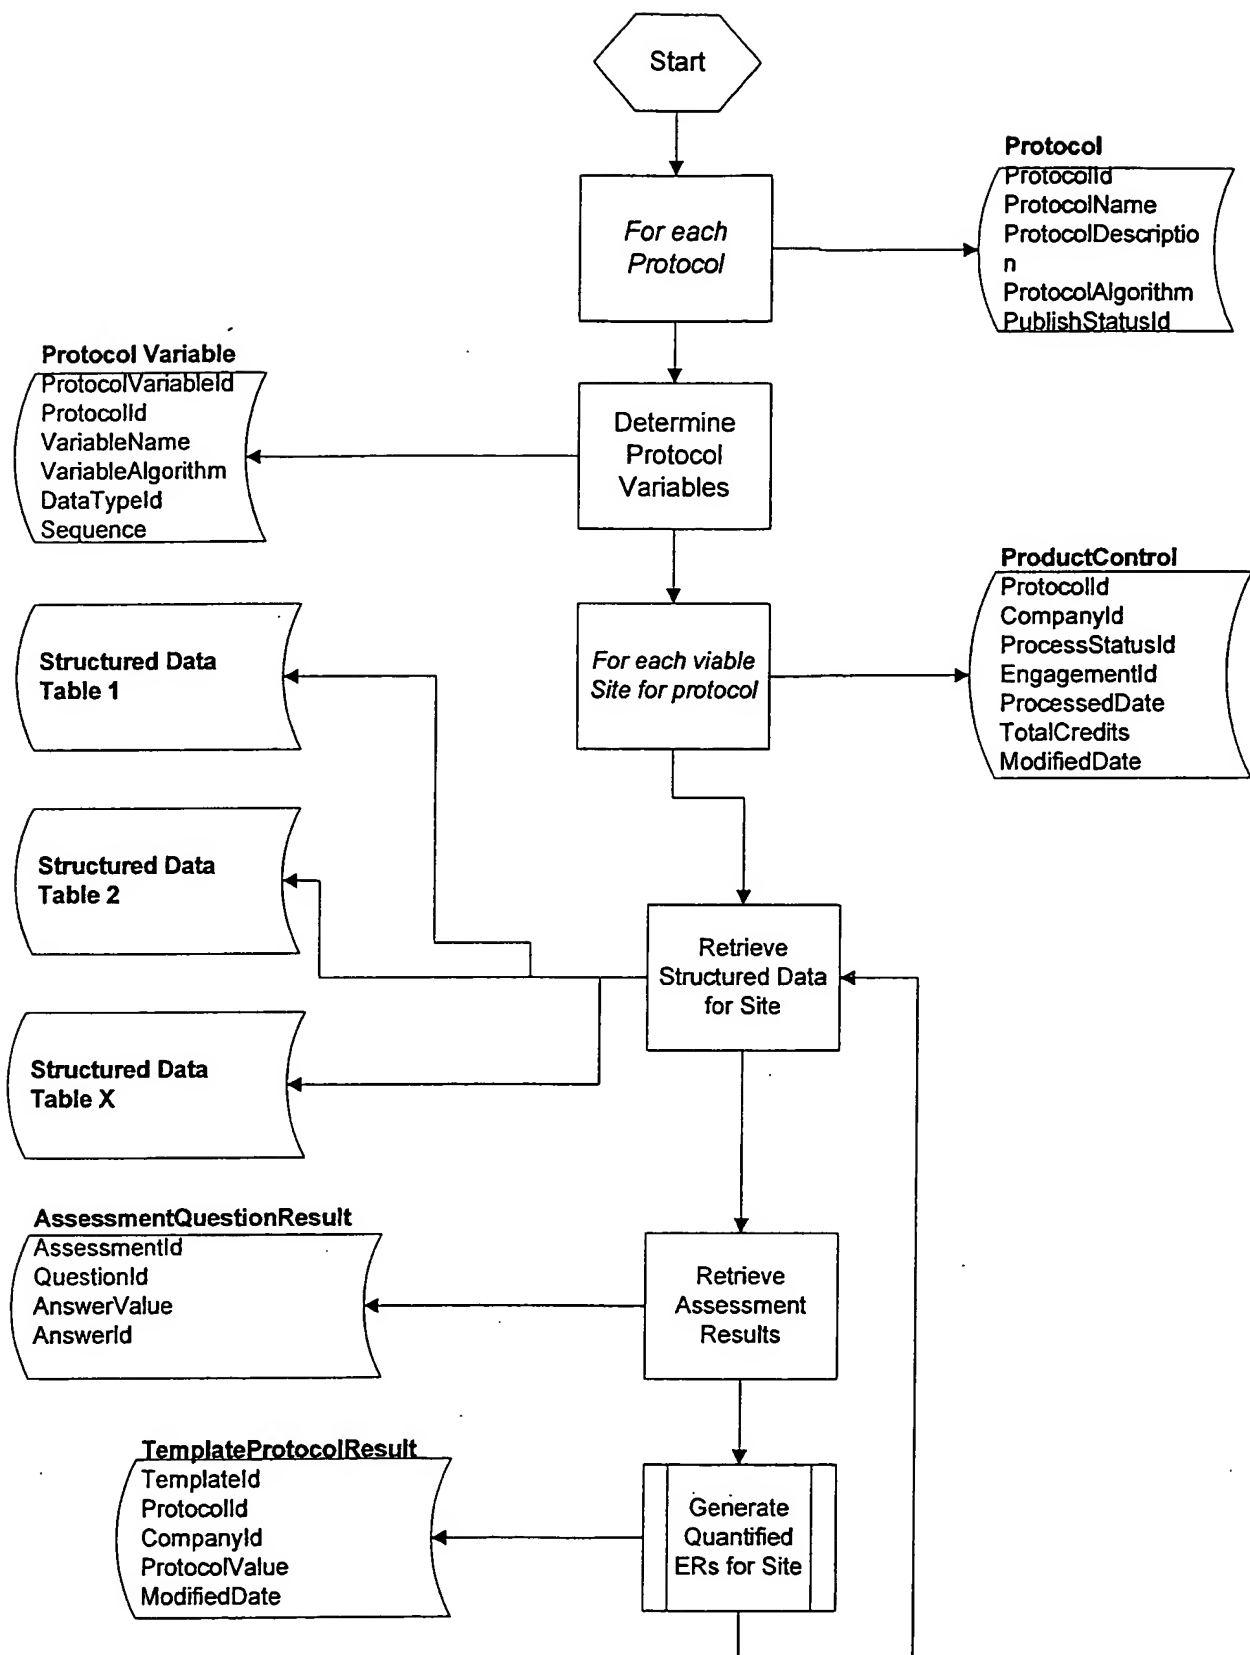 Start
For each
Protocol
Protocol
ProtocolId
ProtocolName
ProtocolDescriptio
n
ProtocolAlgorithm
PublishStatusId
Protocol Variable
ProtocolVariableId
ProtocolId
VariableName
VariableAlgorithm
DataTypeId
Sequence
Determine
Protocol
Variables
ProductControl
ProtocolId
CompanyId
ProcessStatusId
EngagementId
ProcessedDate
TotalCredits
ModifiedDate
For each viable
Site for protocol
Structured Data
Table 1
Structured Data
Table 2
Structured Data
Table X
Retrieve
Structured Data
for Site
AssessmentQuestionResult
AssessmentId
QuestionId
AnswerValue
AnswerId
Retrieve
Assessment
Results
TemplateProtocolResult
TemplateId
ProtocolId
CompanyId
ProtocolValue
ModifiedDate
Generate
Quantified
ERs for Site